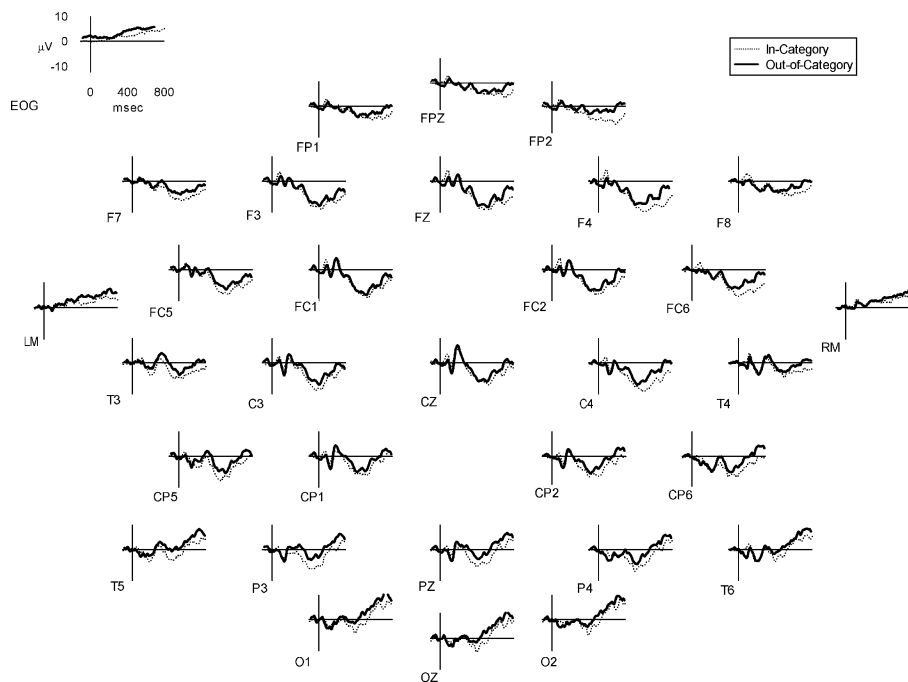 10
μV 0
-10
0 400 800
msec
EOG
In-Category
Out-of-Category
FP1
FPZ
FP2
F7
F3
FZ
F4
F8
FC5
FC1
FC2
FC6
LM
RM
T3
C3
CZ
C4
T4
CP5
CP1
CP2
CP6
T5
P3
PZ
P4
T6
O1
OZ
O2